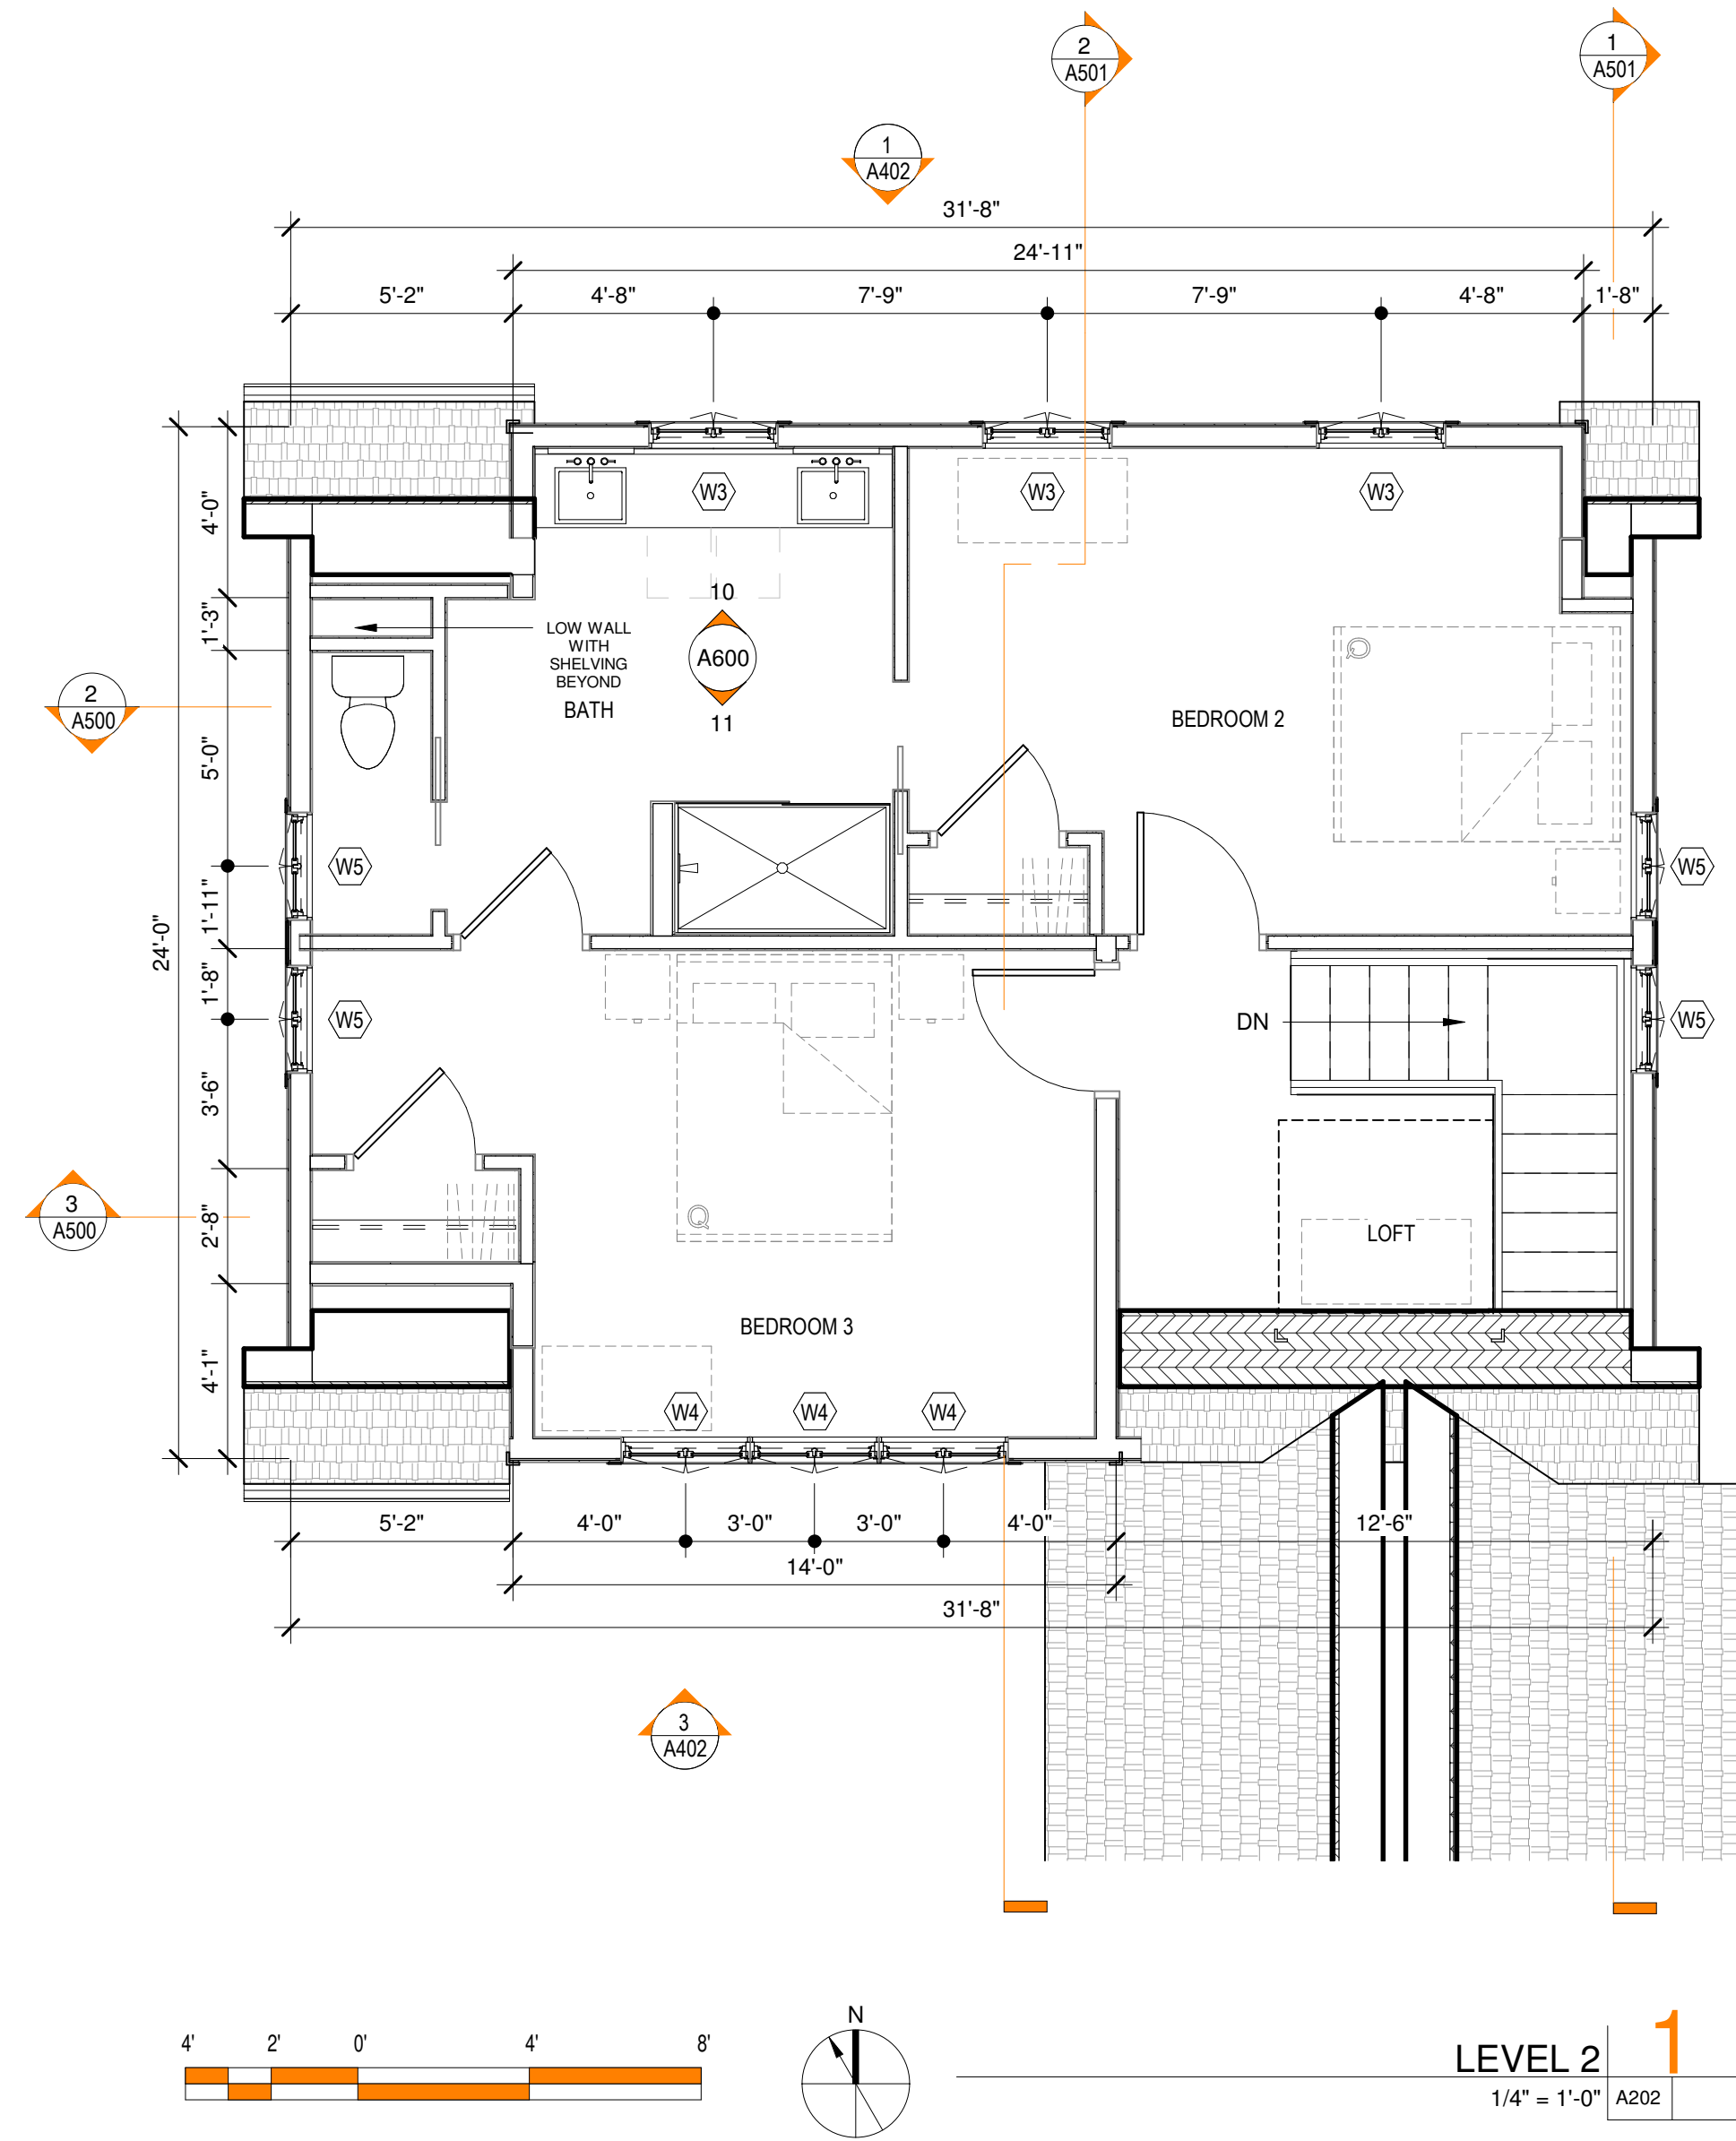 2
A501
1
A501
1
A402
31'-8"
24'-11"
5'-2"
4'-8"
7'-9"
7'-9"
4'-8"
1'-8"
W3
W3
W3
4'-0"
1'-3"
5'-0"
1'-11"
24'-0"
1'-8"
3'-6"
2'-8"
4'-1"
10
A600
11
LOW WALL
WITH
SHELVING
BEYOND
BATH
Q
BEDROOM 2
2
A500
W5
W5
W5
W5
DN
3
A500
Q
LOFT
BEDROOM 3
W4
W4
W4
5'-2"
4'-0"
3'-0"
3'-0"
4'-0"
12'-6"
14'-0"
31'-8"
3
A402
4'
2'
0'
4'
8'
N
LEVEL 2
1
1/4" = 1'-0"
A202